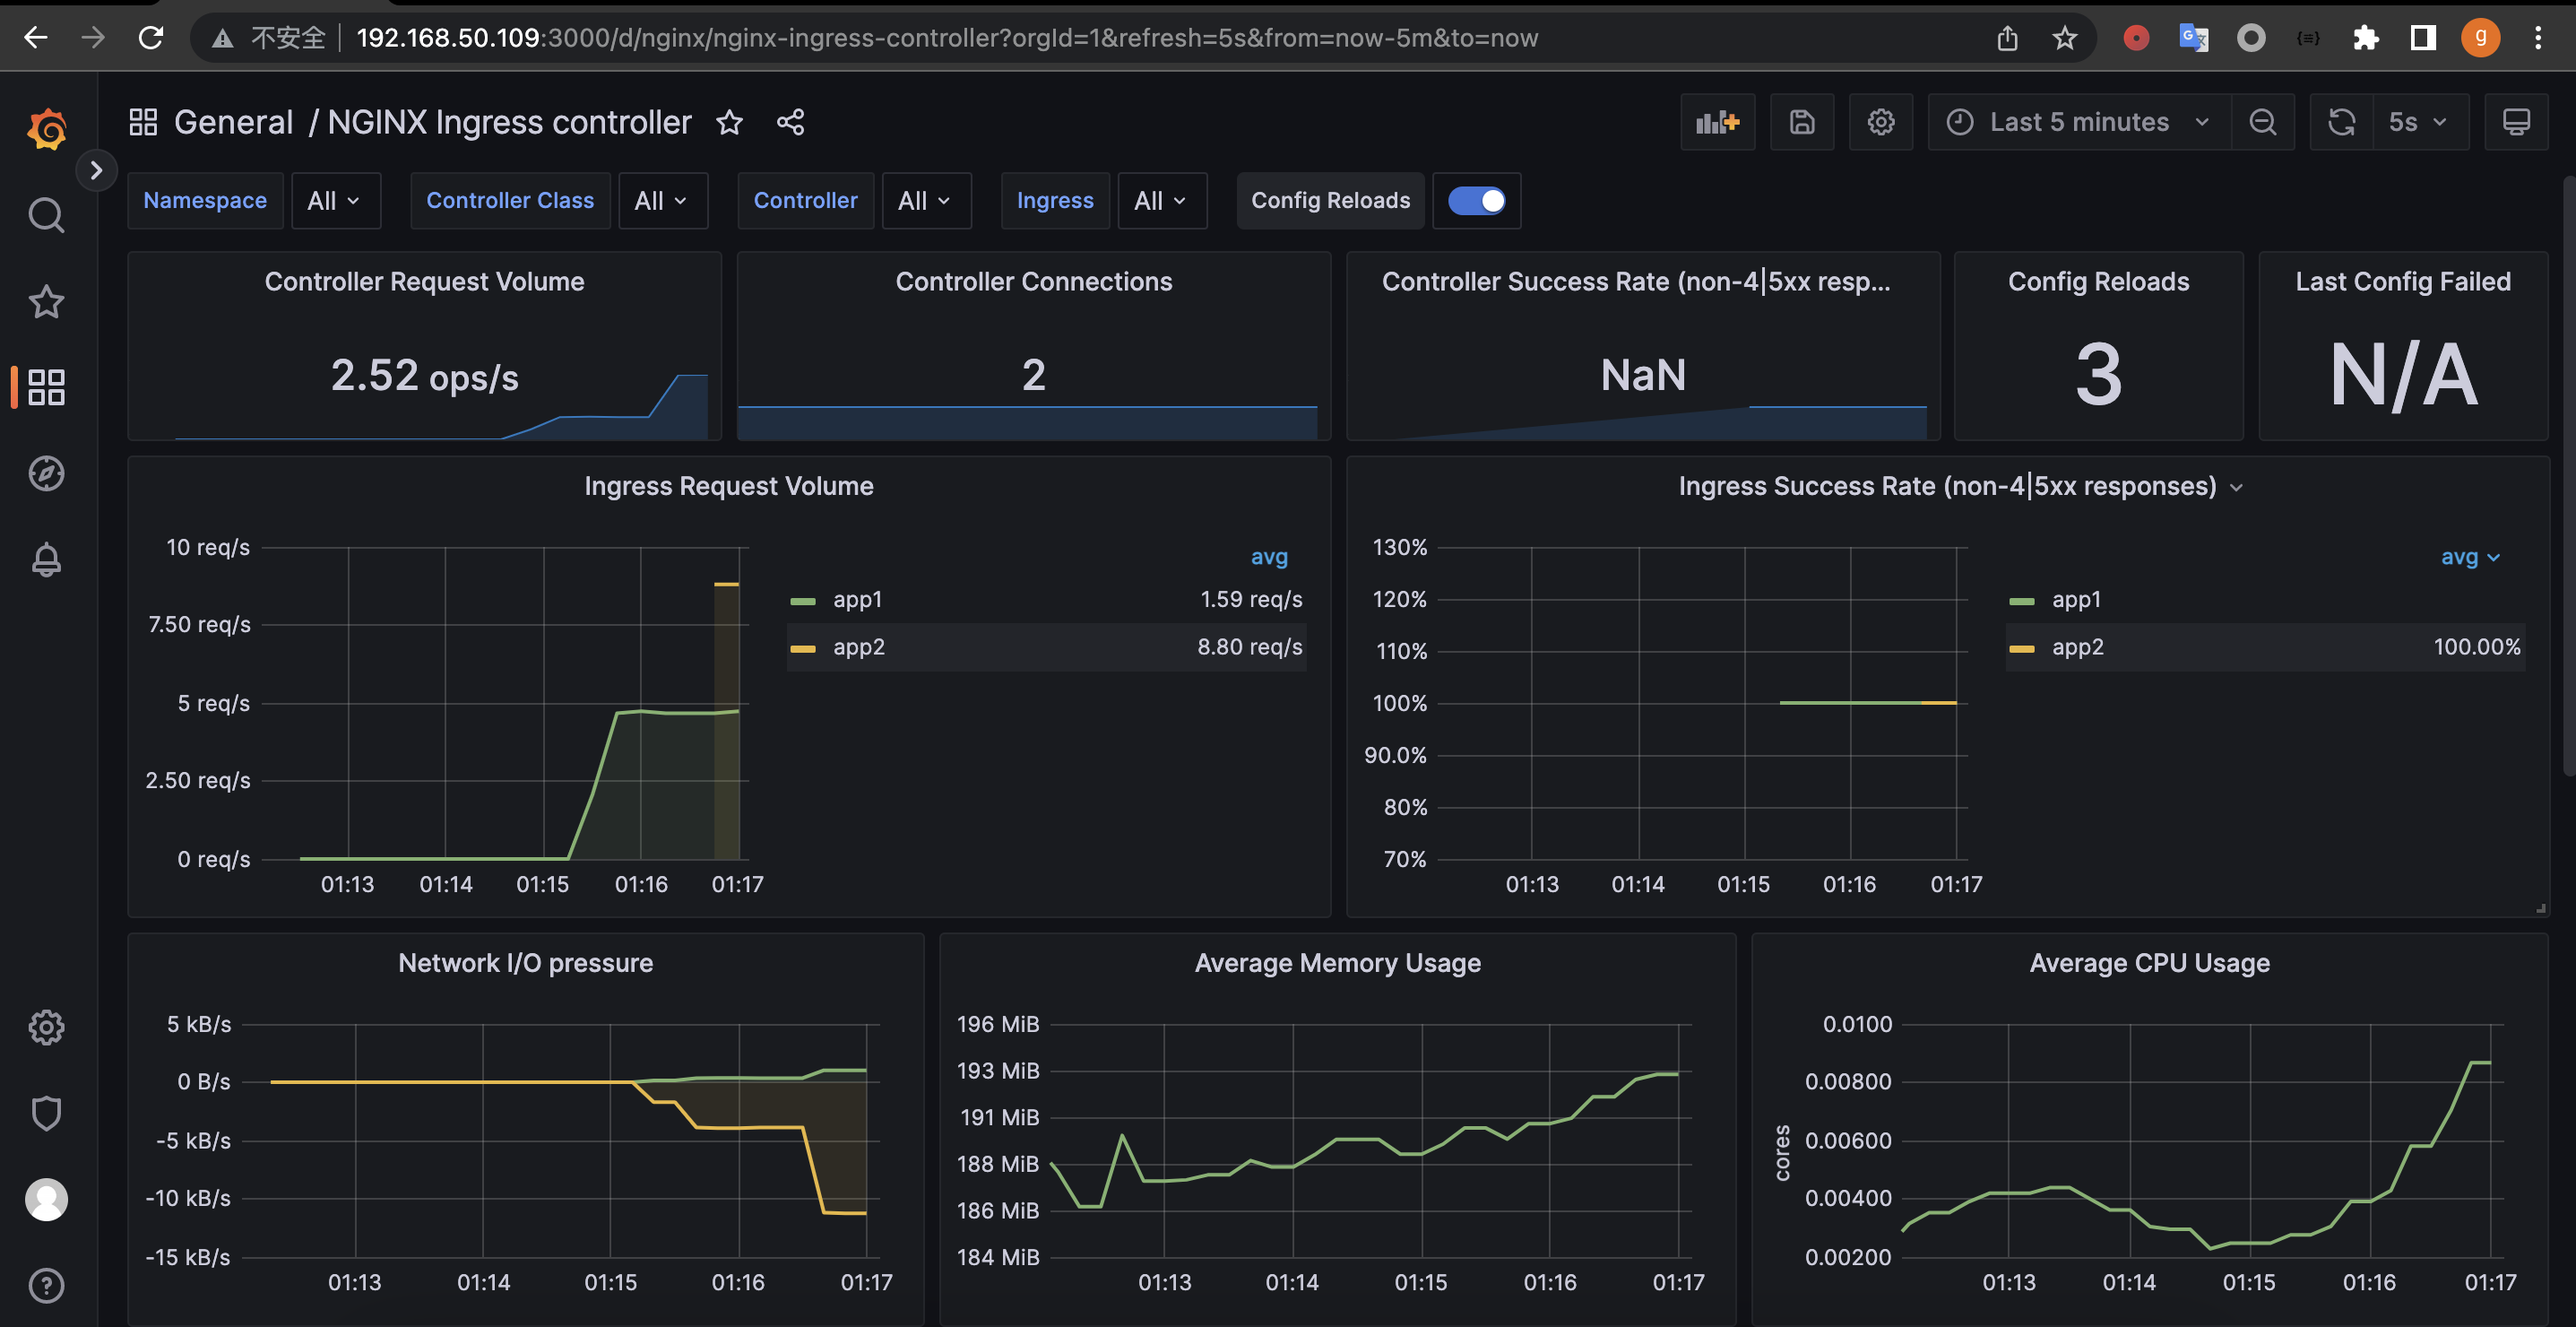 不安全 192.168.50.109:3000/d/nginx/nginx-ingress-controller?orgId=1&refresh=5s&from=now-5m&to=now
g
General / NGINX Ingress controller
Last 5 minutes
5s
Namespace All
Controller Class All
Controller All
Ingress All
Config Reloads
Controller Request Volume
2.52 ops/s
Controller Connections
2
Controller Success Rate (non-4|5xx resp...
NaN
Config Reloads
3
Last Config Failed
N/A
Ingress Request Volume
10 req/s
7.50 req/s
5 req/s
2.50 req/s
0 req/s
01:13 01:14 01:15 01:16 01:17
avg
app1 1.59 req/s
app2 8.80 req/s
Ingress Success Rate (non-4|5xx responses)
130%
120%
110%
100%
90.0%
80%
70%
01:13 01:14 01:15 01:16 01:17
avg
app1
app2 100.00%
Network I/O pressure
5 kB/s
0 B/s
-5 kB/s
-10 kB/s
-15 kB/s
01:13 01:14 01:15 01:16 01:17
Average Memory Usage
196 MiB
193 MiB
191 MiB
188 MiB
186 MiB
184 MiB
01:13 01:14 01:15 01:16 01:17
Average CPU Usage
cores
0.0100
0.00800
0.00600
0.00400
0.00200
01:13 01:14 01:15 01:16 01:17